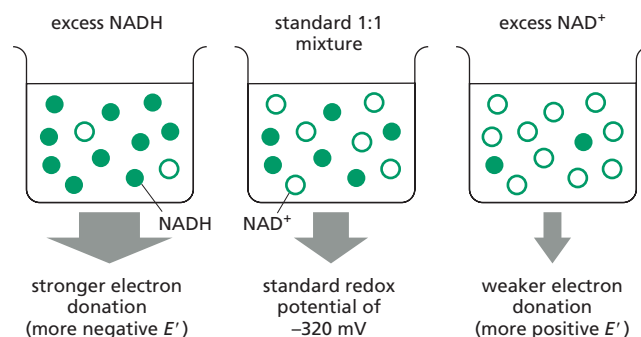 excess NADH
standard 1:1
mixture
excess NAD⁺
NADH
NAD⁺
stronger electron
donation
(more negative E′)
standard redox
potential of
–320 mV
weaker electron
donation
(more positive E′)